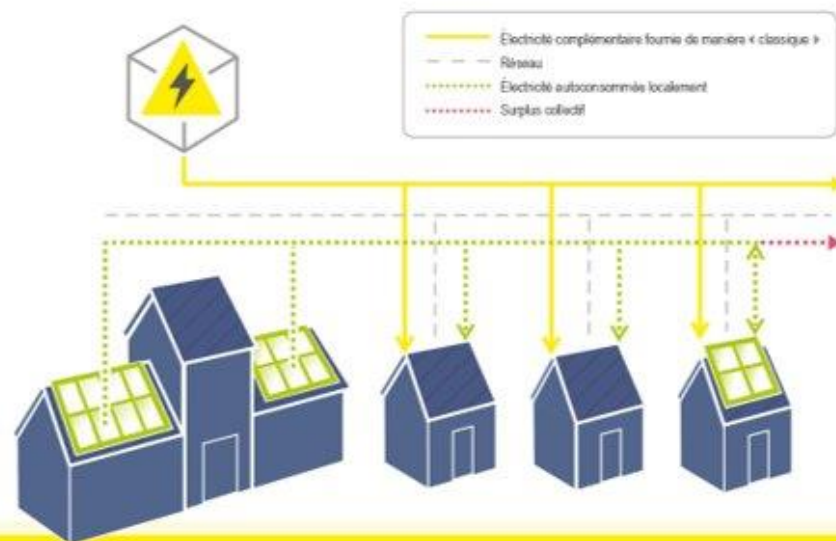 Électricité complémentaire fournie de manière « classique »
Réseau
Électricité autoconsommée localement
Surplus collectif